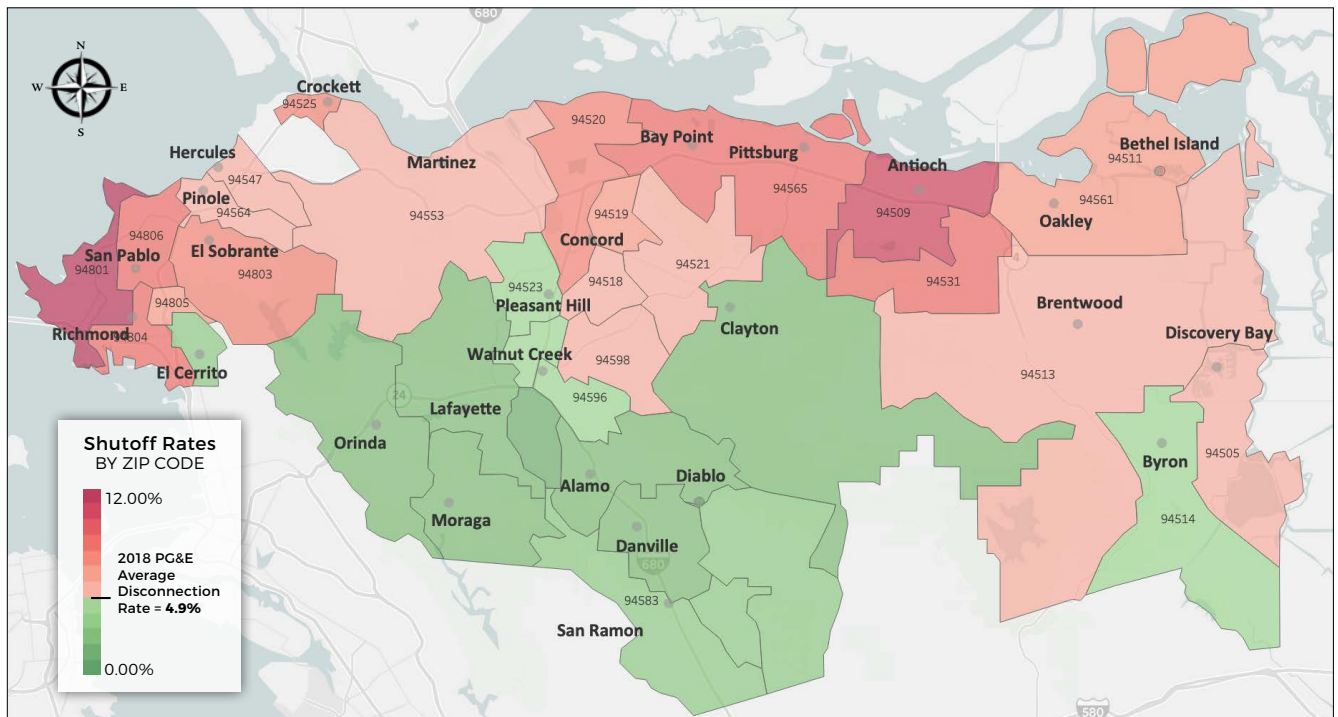 680
N
W
E
S
Crockett
94525
94520
Bay Point
Hercules
Martinez
Pittsburg
Bethel Island
94511
Antioch
94547
Pinole
94564
94553
94519
94565
94509
94561
Oakley
94806
El Sobrante
Concord
San Pablo
94801
94803
94521
4
94518
94531
94523
94805
Pleasant Hill
Brentwood
Richmond
94804
Clayton
Discovery Bay
Walnut Creek
94598
El Cerrito
94513
24
94596
Lafayette
Orinda
94505
Byron
Diablo
Alamo
Moraga
94514
Danville
680
94583
San Ramon
580
Shutoff Rates
BY ZIP CODE
12.00%
2018 PG&E
Average
Disconnection
Rate = 4.9%
0.00%